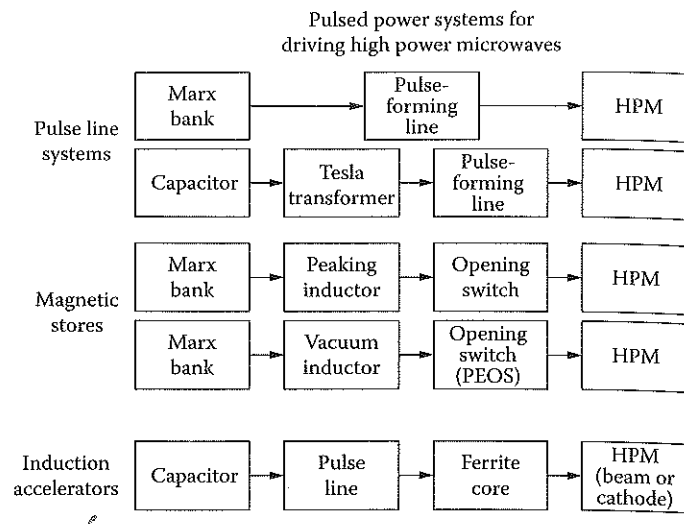 Pulsed power systems for
driving high power microwaves
Pulse line
systems
Marx
bank
Pulse-
forming
line
HPM
Capacitor
Tesla
transformer
Pulse-
forming
line
HPM
Magnetic
stores
Marx
bank
Peaking
inductor
Opening
switch
HPM
Marx
bank
Vacuum
inductor
Opening
switch
(PEOS)
HPM
Induction
accelerators
Capacitor
Pulse
line
Ferrite
core
HPM
(beam or
cathode)